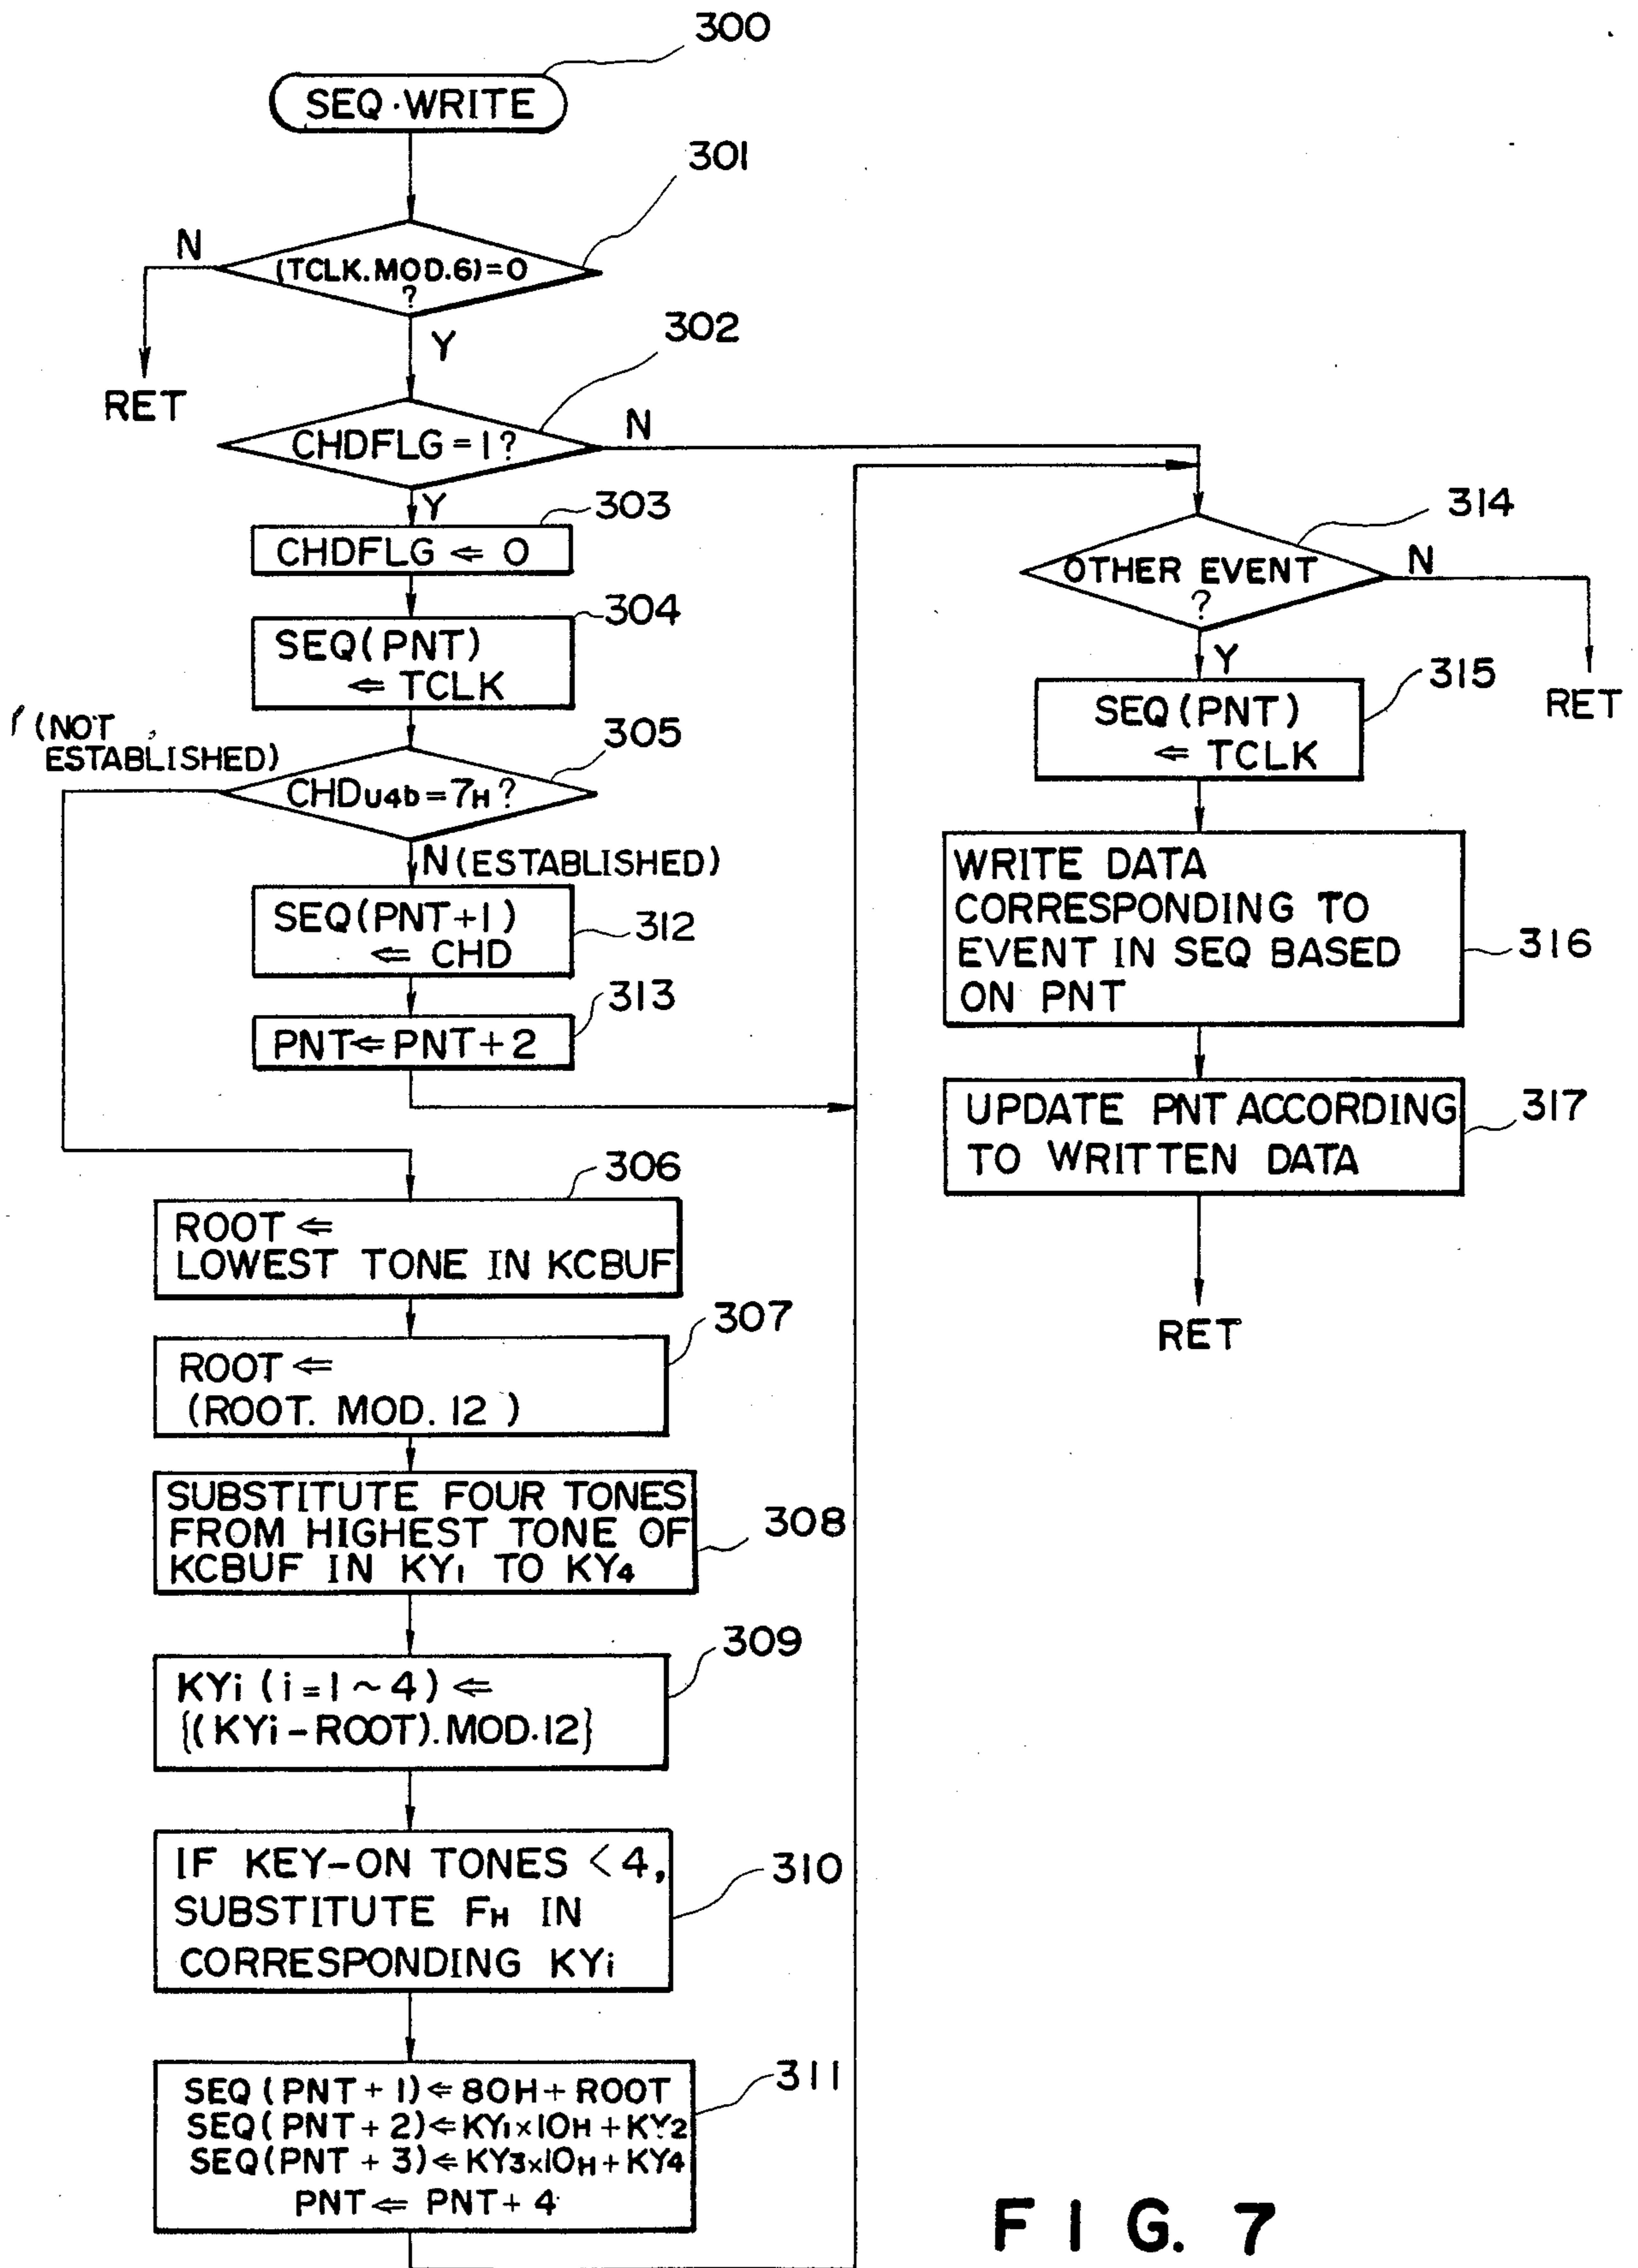 300
SEQ·WRITE
301
N
(TCLK.MOD.6)=0
?
Y
RET
302
CHDFLG=1?
N
Y
303
CHDFLG ⇐ 0
304
SEQ(PNT)
⇐ TCLK
(NOT
ESTABLISHED)
305
CHDU4b=7H?
N(ESTABLISHED)
SEQ(PNT+1)
⇐ CHD
312
313
PNT⇐PNT+2
306
ROOT ⇐
LOWEST TONE IN KCBUF
307
ROOT ⇐
(ROOT. MOD. 12 )
SUBSTITUTE FOUR TONES
FROM HIGHEST TONE OF
KCBUF IN KY1 TO KY4
308
309
KYi (i=1~4) ⇐
{(KYi-ROOT).MOD.12}
IF KEY-ON TONES <4,
SUBSTITUTE FH IN
CORRESPONDING KYi
310
311
SEQ (PNT + 1)⇐80H+ROOT
SEQ(PNT + 2)⇐KY1×10H+KY2
SEQ(PNT + 3)⇐KY3×10H+KY4
PNT⇐ PNT+4
314
OTHER EVENT
?
N
RET
Y
315
SEQ(PNT)
⇐ TCLK
WRITE DATA
CORRESPONDING TO
EVENT IN SEQ BASED
ON PNT
316
UPDATE PNT ACCORDING
TO WRITTEN DATA
317
RET
FIG. 7